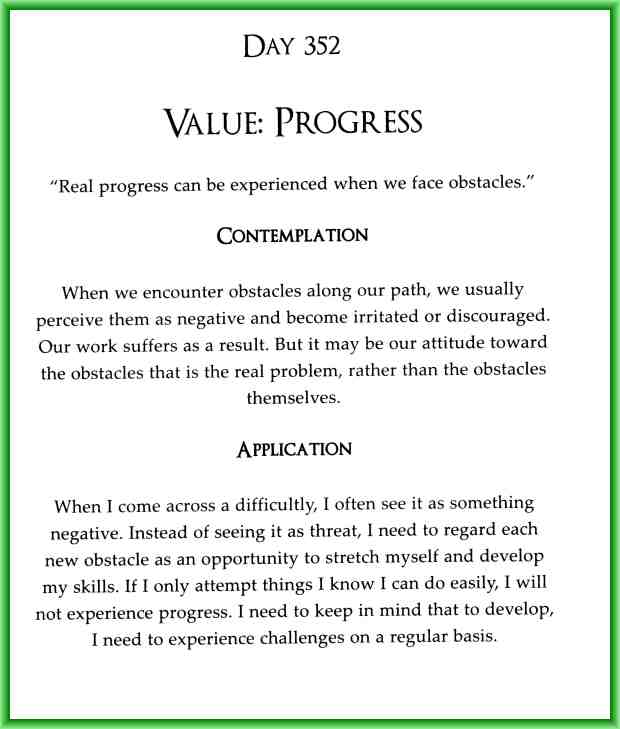 DAY 352
VALUE: PROGRESS
“Real progress can be experienced when we face obstacles.”
CONTEMPLATION
When we encounter obstacles along our path, we usually
perceive them as negative and become irritated or discouraged.
Our work suffers as a result. But it may be our attitude toward
the obstacles that is the real problem, rather than the obstacles
themselves.
APPLICATION
When I come across a difficultly, I often see it as something
negative. Instead of seeing it as threat, I need to regard each
new obstacle as an opportunity to stretch myself and develop
my skills. If I only attempt things I know I can do easily, I will
not experience progress. I need to keep in mind that to develop,
I need to experience challenges on a regular basis.